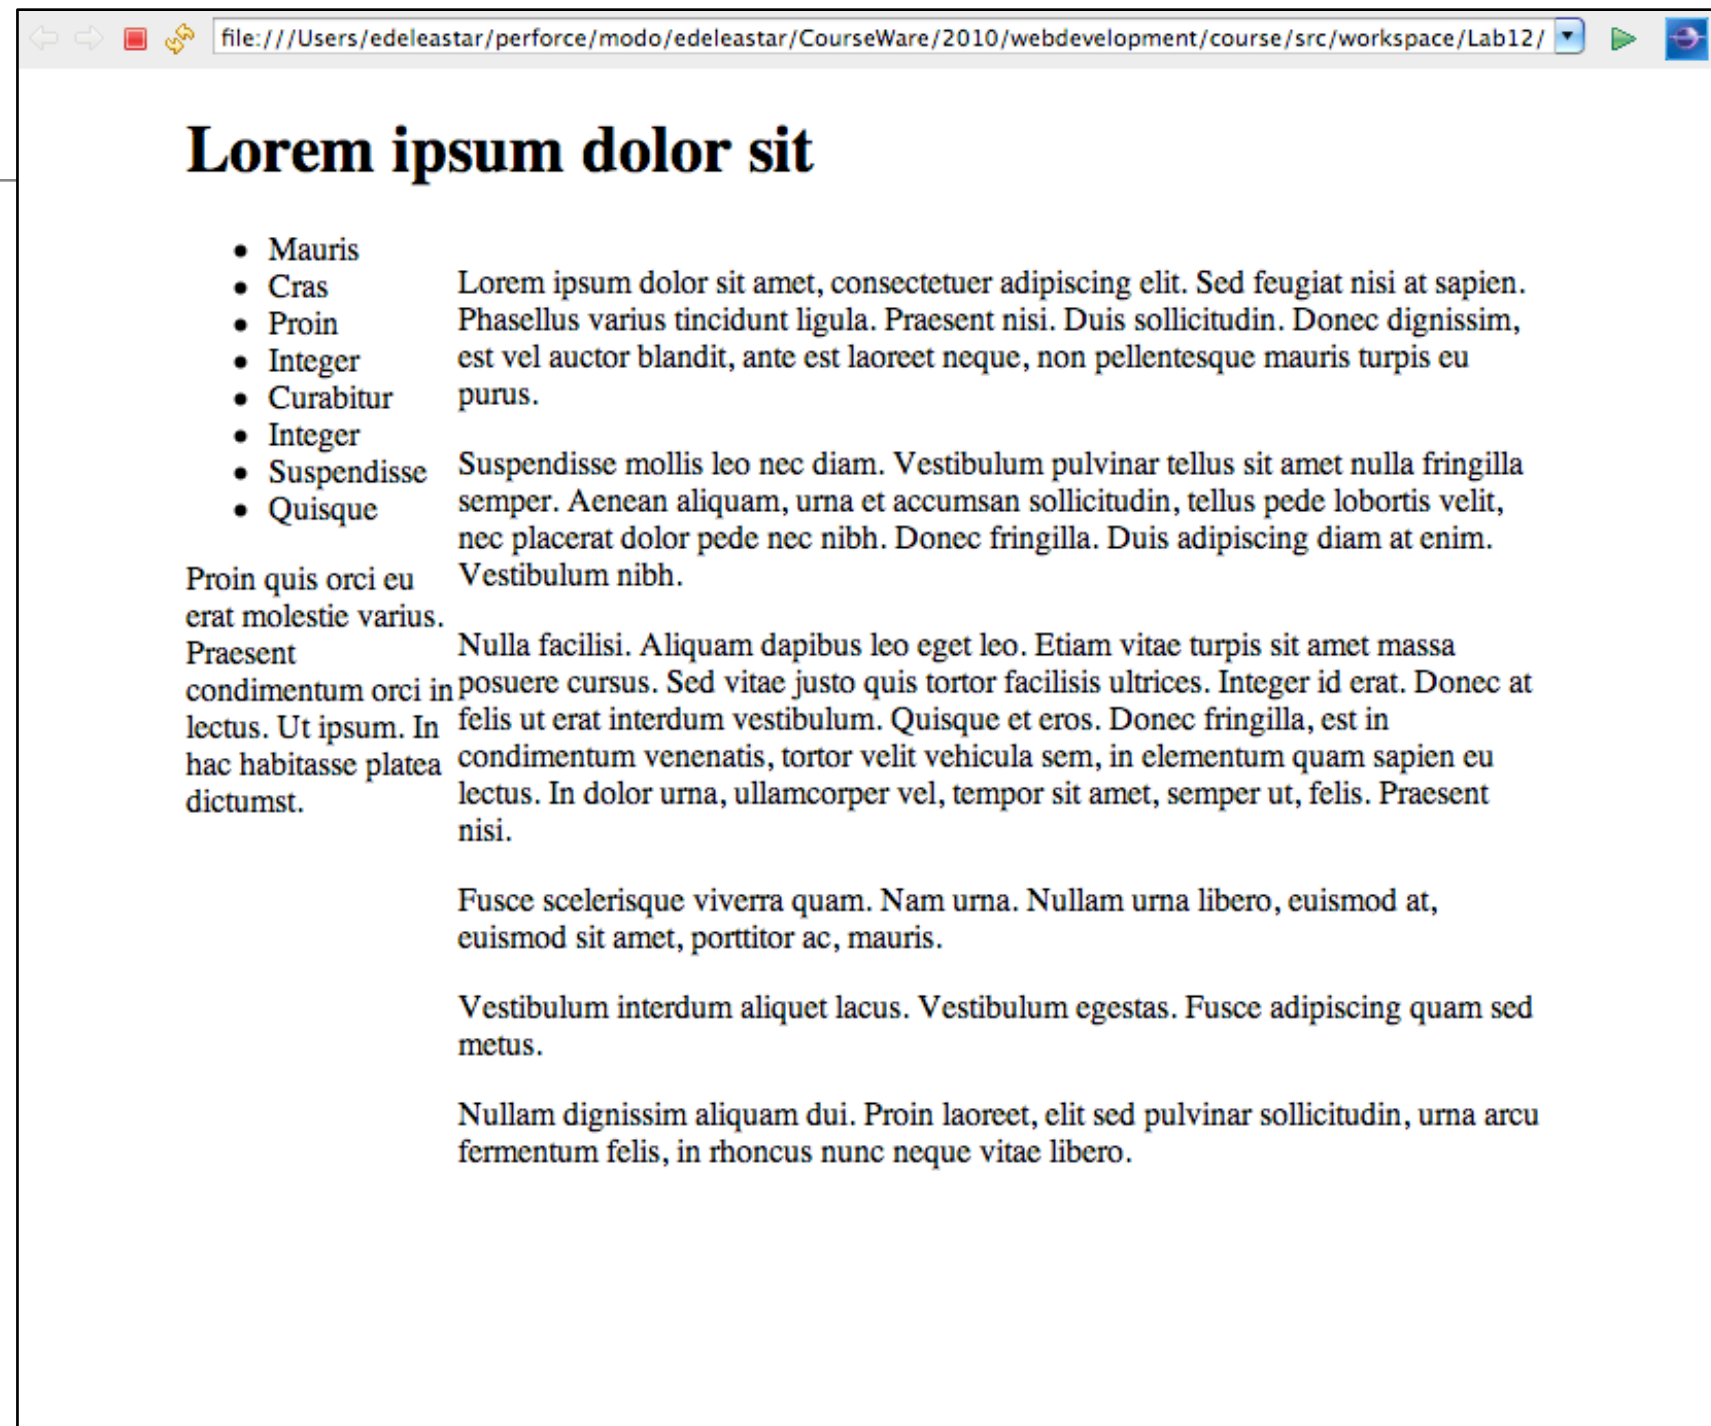 file:///Users/edeleastar/perforce/modo/edeleastar/CourseWare/2010/webdevelopment/course/src/workspace/Lab12/
Lorem ipsum dolor sit
• Mauris
• Cras
• Proin
• Integer
• Curabitur
• Integer
• Suspendisse
• Quisque
Proin quis orci eu
erat molestie varius.
Praesent
condimentum orci in
lectus. Ut ipsum. In
hac habitasse platea
dictumst.
Lorem ipsum dolor sit amet, consectetuer adipiscing elit. Sed feugiat nisi at sapien.
Phasellus varius tincidunt ligula. Praesent nisi. Duis sollicitudin. Donec dignissim,
est vel auctor blandit, ante est laoreet neque, non pellentesque mauris turpis eu
purus.
Suspendisse mollis leo nec diam. Vestibulum pulvinar tellus sit amet nulla fringilla
semper. Aenean aliquam, urna et accumsan sollicitudin, tellus pede lobortis velit,
nec placerat dolor pede nec nibh. Donec fringilla. Duis adipiscing diam at enim.
Vestibulum nibh.
Nulla facilisi. Aliquam dapibus leo eget leo. Etiam vitae turpis sit amet massa
posuere cursus. Sed vitae justo quis tortor facilisis ultrices. Integer id erat. Donec at
felis ut erat interdum vestibulum. Quisque et eros. Donec fringilla, est in
condimentum venenatis, tortor velit vehicula sem, in elementum quam sapien eu
lectus. In dolor urna, ullamcorper vel, tempor sit amet, semper ut, felis. Praesent
nisi.
Fusce scelerisque viverra quam. Nam urna. Nullam urna libero, euismod at,
euismod sit amet, porttitor ac, mauris.
Vestibulum interdum aliquet lacus. Vestibulum egestas. Fusce adipiscing quam sed
metus.
Nullam dignissim aliquam dui. Proin laoreet, elit sed pulvinar sollicitudin, urna arcu
fermentum felis, in rhoncus nunc neque vitae libero.